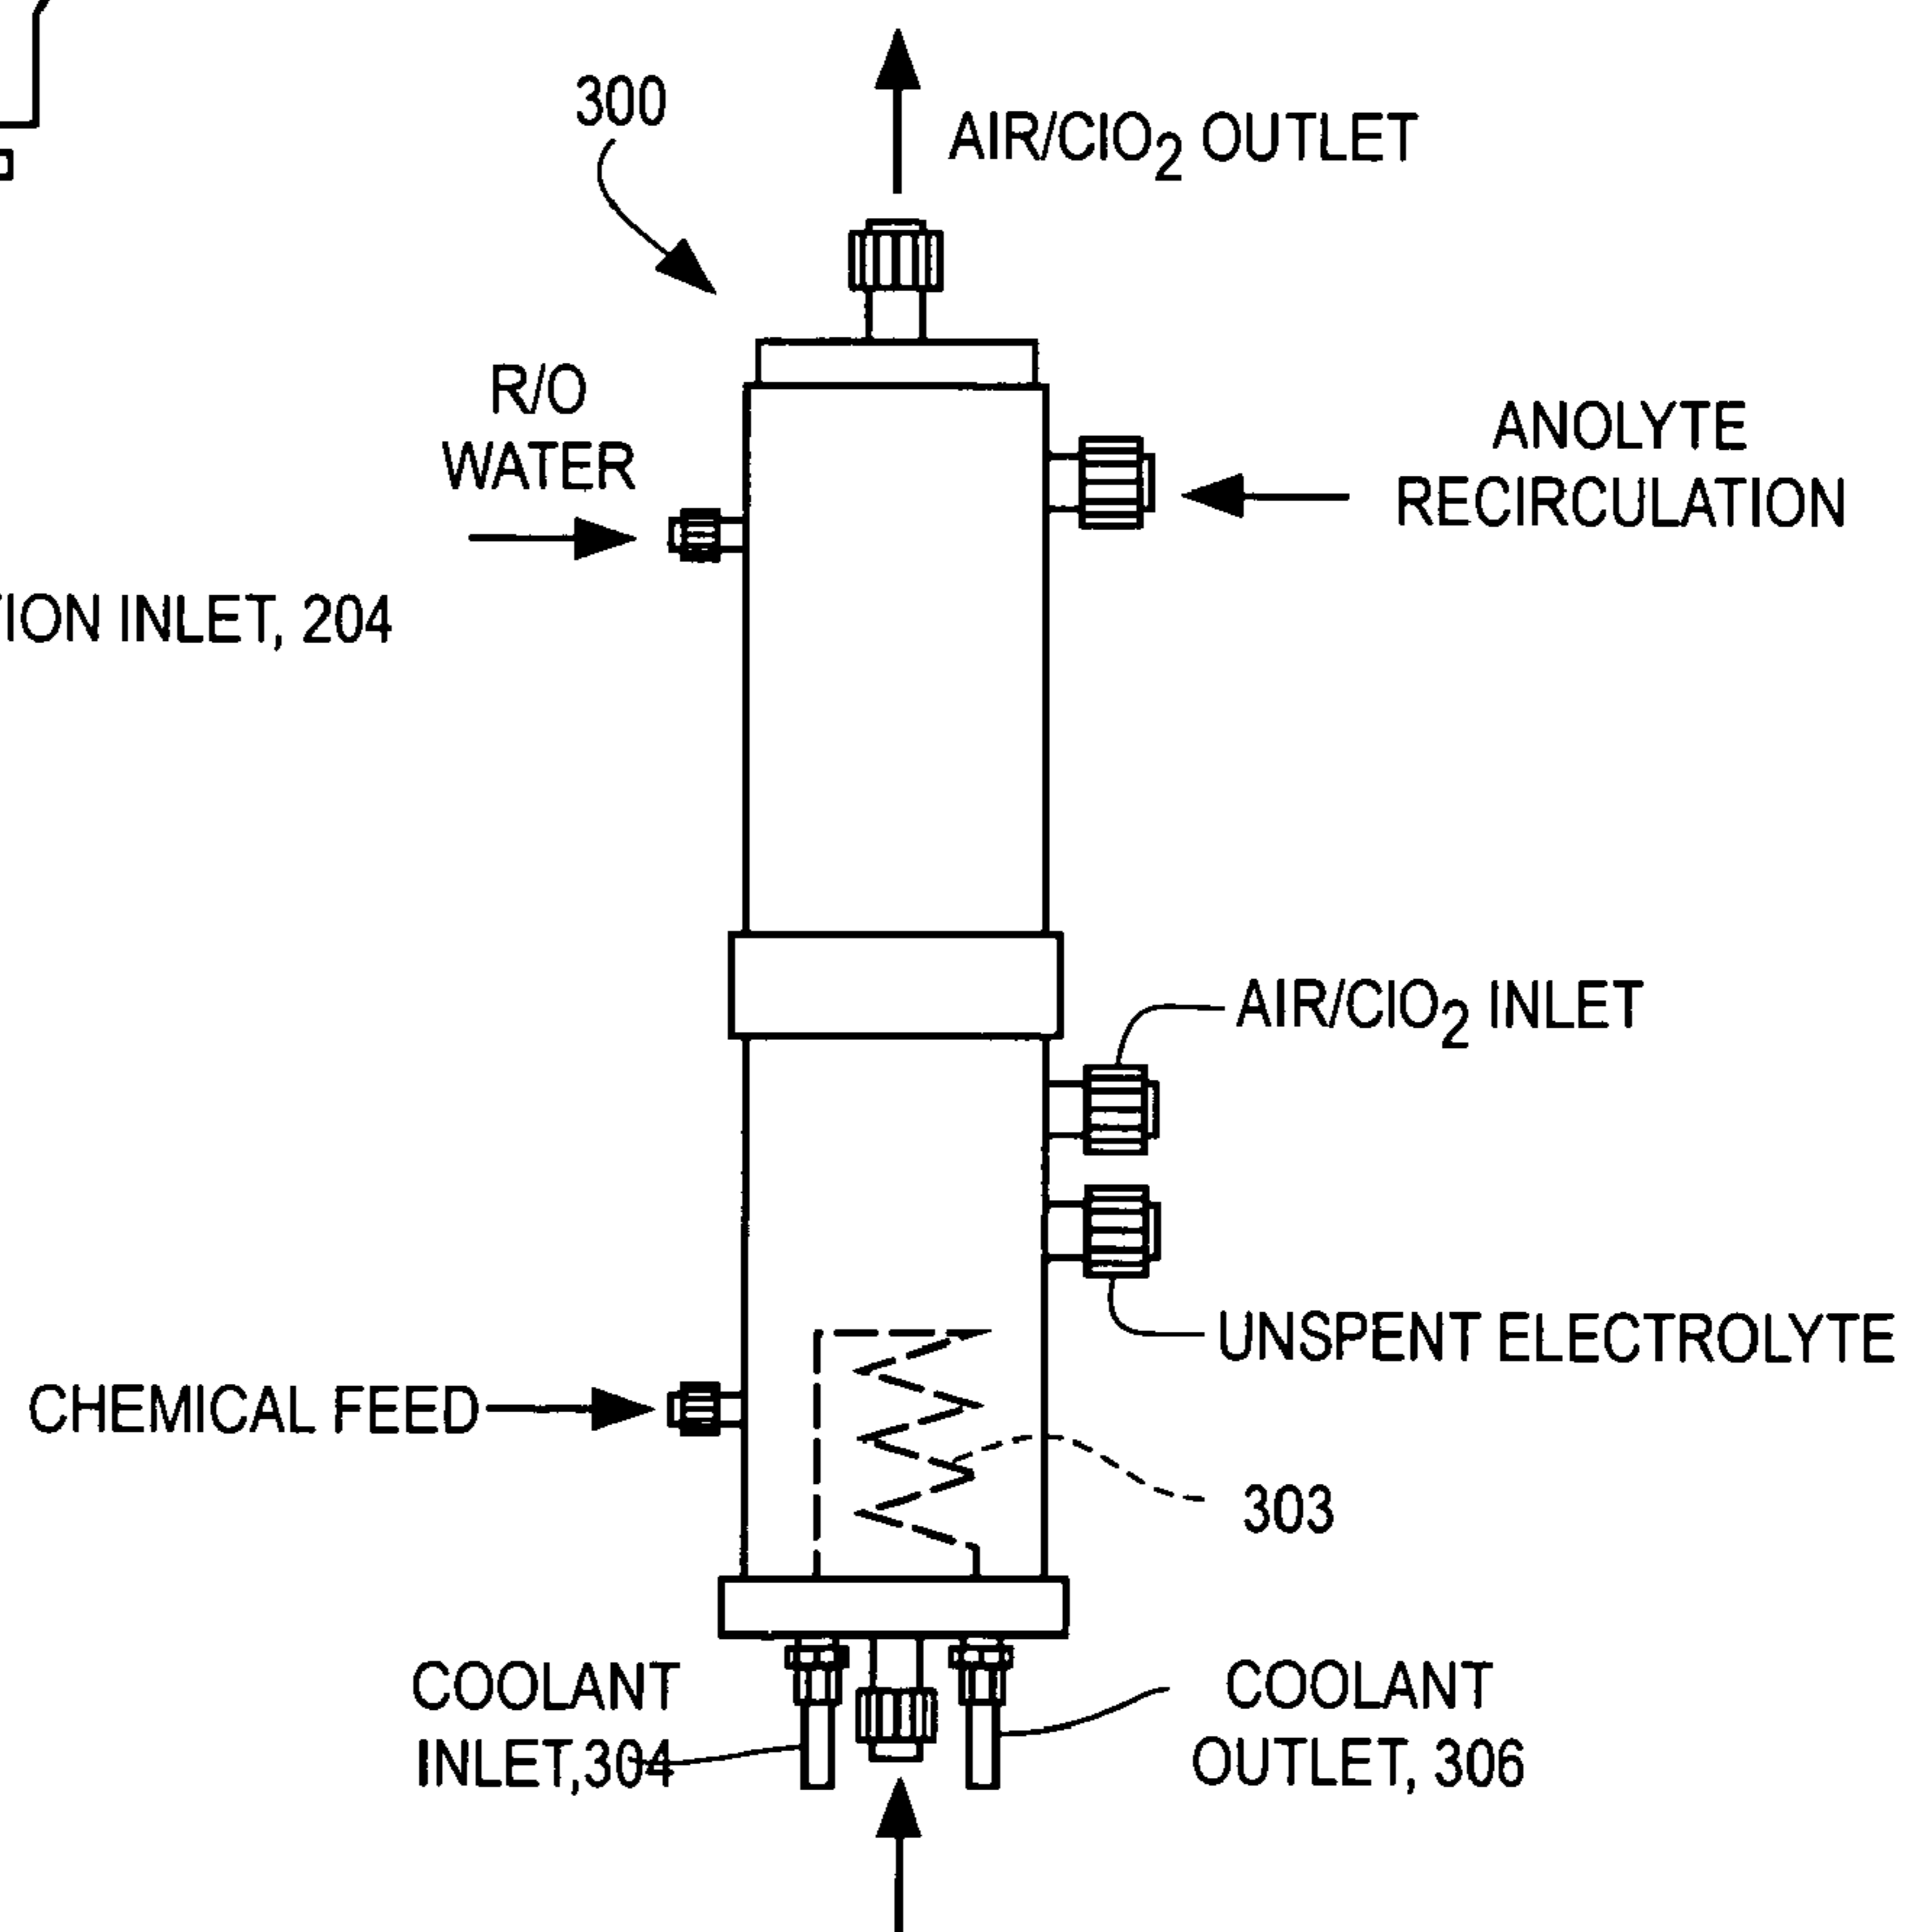 300
AIR/ClO2 OUTLET
R/O
WATER
ANOLYTE
RECIRCULATION
INLET, 204
AIR/ClO2 INLET
UNSPENT ELECTROLYTE
CHEMICAL FEED
303
COOLANT
INLET,304
COOLANT
OUTLET, 306